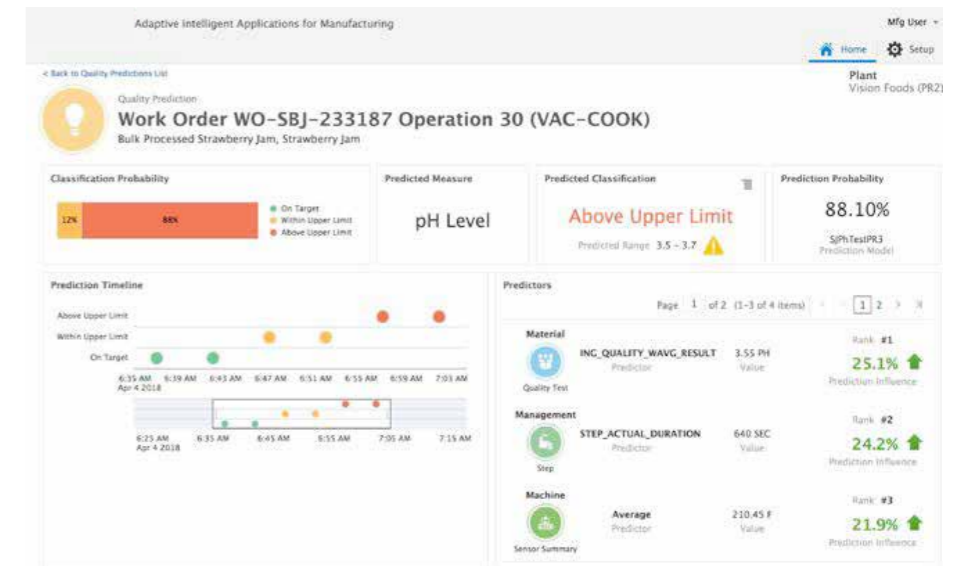 Adaptive Intelligent Applications for Manufacturing
Mfg User
Home
Setup
< Back to Quality Predictions List
Plant
Vision Foods (PR2)
Quality Prediction
Work Order WO-SBJ-233187 Operation 30 (VAC-COOK)
Bulk Processed Strawberry Jam, Strawberry Jam
Classification Probability
12%
88%
On Target
Within Upper Limit
Above Upper Limit
Predicted Measure
pH Level
Predicted Classification
Above Upper Limit
Predicted Range 3.5 - 3.7
Prediction Probability
88.10%
SJPhTestPR3
Prediction Model
Prediction Timeline
Above Upper Limit
Within Upper Limit
On Target
6:35 AM 6:39 AM 6:43 AM 6:47 AM 6:51 AM 6:55 AM 6:59 AM 7:03 AM
Apr 4 2018
6:25 AM 6:35 AM 6:45 AM 6:55 AM 7:05 AM 7:15 AM
Apr 4 2018
Predictors
Page 1 of 2 (1-3 of 4 items) 1 2
Material
Quality Test
ING_QUALITY_WAVG_RESULT
Predictor
3.55 PH
Value
Rank #1
25.1%
Prediction Influence
Management
Step
STEP_ACTUAL_DURATION
Predictor
640 SEC
Value
Rank #2
24.2%
Prediction Influence
Machine
Sensor Summary
Average
Predictor
210.45 F
Value
Rank #3
21.9%
Prediction Influence